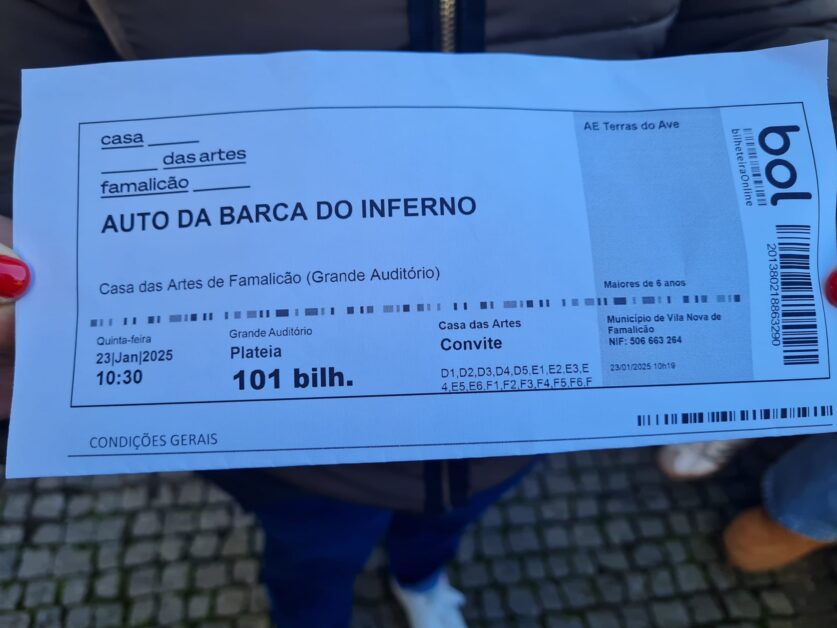 casa
das artes
famalicão
AUTO DA BARCA DO INFERNO
Casa das Artes de Famalicão (Grande Auditório)
Quinta-feira
23|Jan|2025
10:30
Grande Auditório
Plateia
101 bilh.
Casa das Artes
Convite
D1,D2,D3,D4,D5,E1,E2,E3,E
4,E5,E6,F1,F2,F3,F4,F5,F6,F
AE Terras do Ave
Maiores de 6 anos
Município de Vila Nova de
Famalicão
NIF: 506 663 264
23/01/2025 10h19
bol
bilheteiraOnline
2013802188632​90
CONDIÇÕES GERAIS